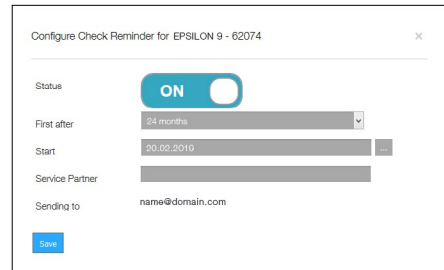 Configure Check Reminder for EPSILON 9 - 62074 ×
Status ON
First after 24 months
Start 20.02.2019 ...
Service Partner
Sending to name@domain.com
Save